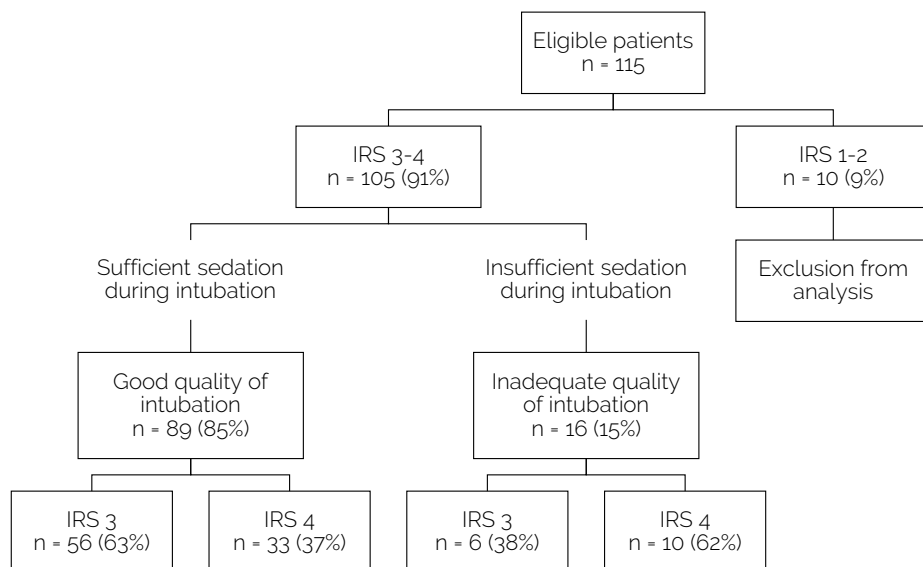 Eligible patients
n = 115
IRS 3-4
n = 105 (91%)
IRS 1-2
n = 10 (9%)
Sufficient sedation
during intubation
Insufficient sedation
during intubation
Exclusion from
analysis
Good quality of
intubation
n = 89 (85%)
Inadequate quality
of intubation
n = 16 (15%)
IRS 3
n = 56 (63%)
IRS 4
n = 33 (37%)
IRS 3
n = 6 (38%)
IRS 4
n = 10 (62%)